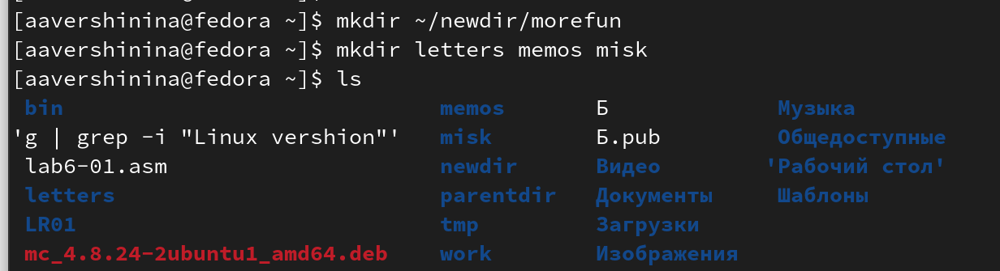 [aavershinina@fedora ~]$ mkdir ~/newdir/morefun
[aavershinina@fedora ~]$ mkdir letters memos misk
[aavershinina@fedora ~]$ ls
bin memos Б Музыка
'g | grep -i "Linux vershion"' misk Б.pub Общедоступные
lab6-01.asm newdir Видео 'Рабочий стол'
letters parentdir Документы Шаблоны
LR01 tmp Загрузки
mc_4.8.24-2ubuntu1_amd64.deb work Изображения